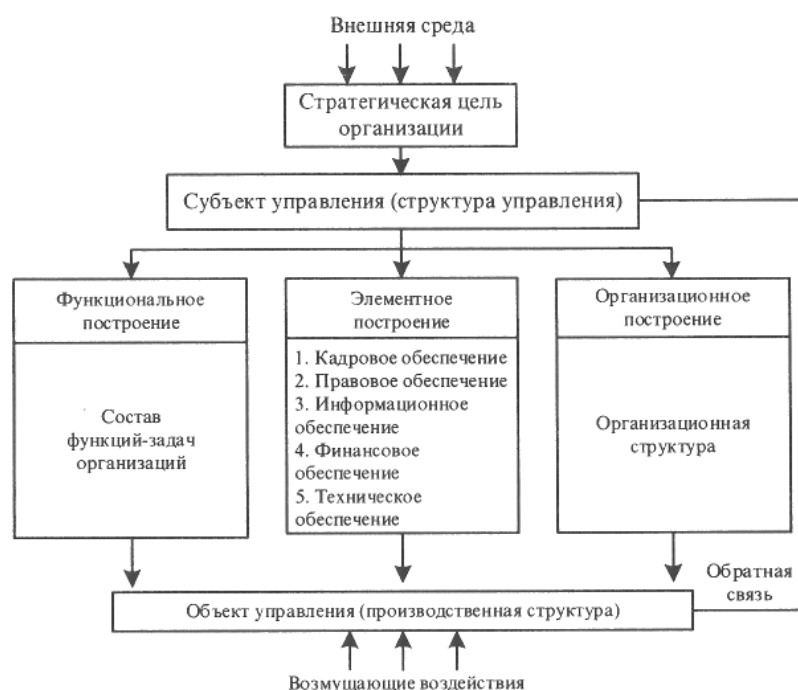 Внешняя среда
Стратегическая цель
организации
Субъект управления (структура управления)
Функциональное
построение
Состав
функций-задач
организаций
Элементное
построение
1. Кадровое обеспечение
2. Правовое обеспечение
3. Информационное
обеспечение
4. Финансовое
обеспечение
5. Техническое
обеспечение
Организационное
построение
Организационная
структура
Обратная
связь
Объект управления (производственная структура)
Возмущающие воздействия